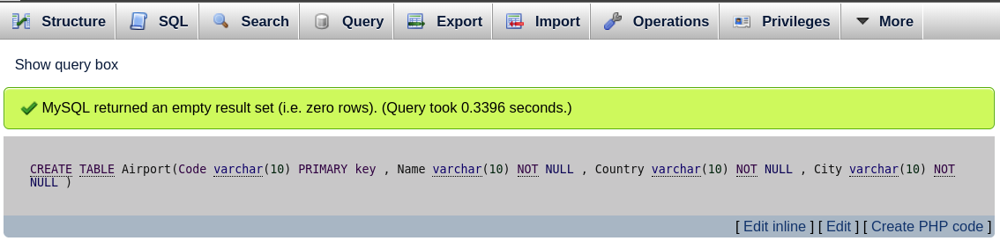 Structure SQL Search Query Export Import Operations Privileges More
Show query box
MySQL returned an empty result set (i.e. zero rows). (Query took 0.3396 seconds.)
CREATE TABLE Airport(Code varchar(10) PRIMARY key , Name varchar(10) NOT NULL , Country varchar(10) NOT NULL , City varchar(10) NOT
NULL )
[ Edit inline ] [ Edit ] [ Create PHP code ]